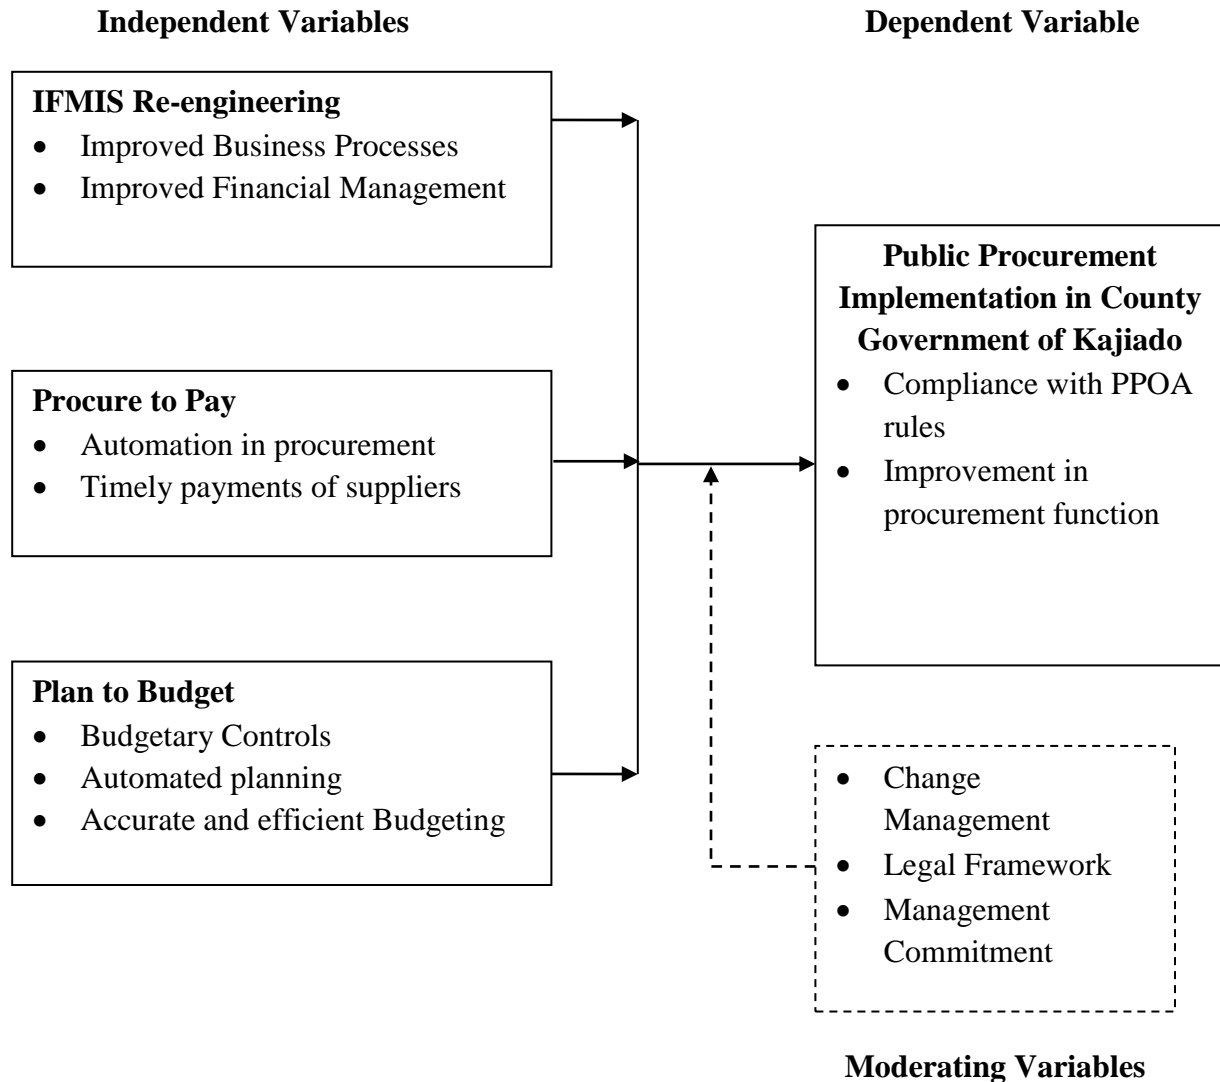 Independent Variables
Dependent Variable
IFMIS Re-engineering
• Improved Business Processes
• Improved Financial Management
Procure to Pay
• Automation in procurement
• Timely payments of suppliers
Plan to Budget
• Budgetary Controls
• Automated planning
• Accurate and efficient Budgeting
Public Procurement
Implementation in County
Government of Kajiado
• Compliance with PPOA
rules
• Improvement in
procurement function
• Change
Management
• Legal Framework
• Management
Commitment
Moderating Variables